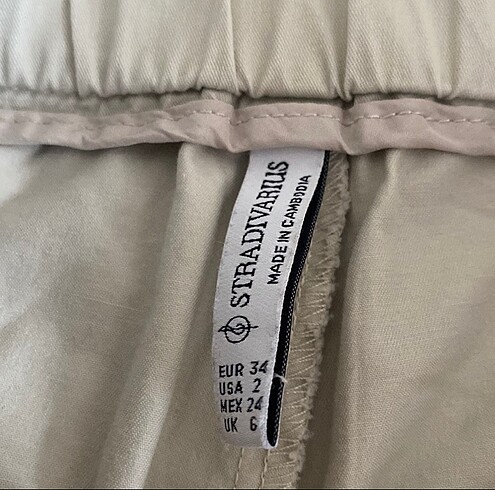 STRADIVARIUS
MADE IN CAMBODIA
EUR 34
USA 2
MEX 24
UK 6